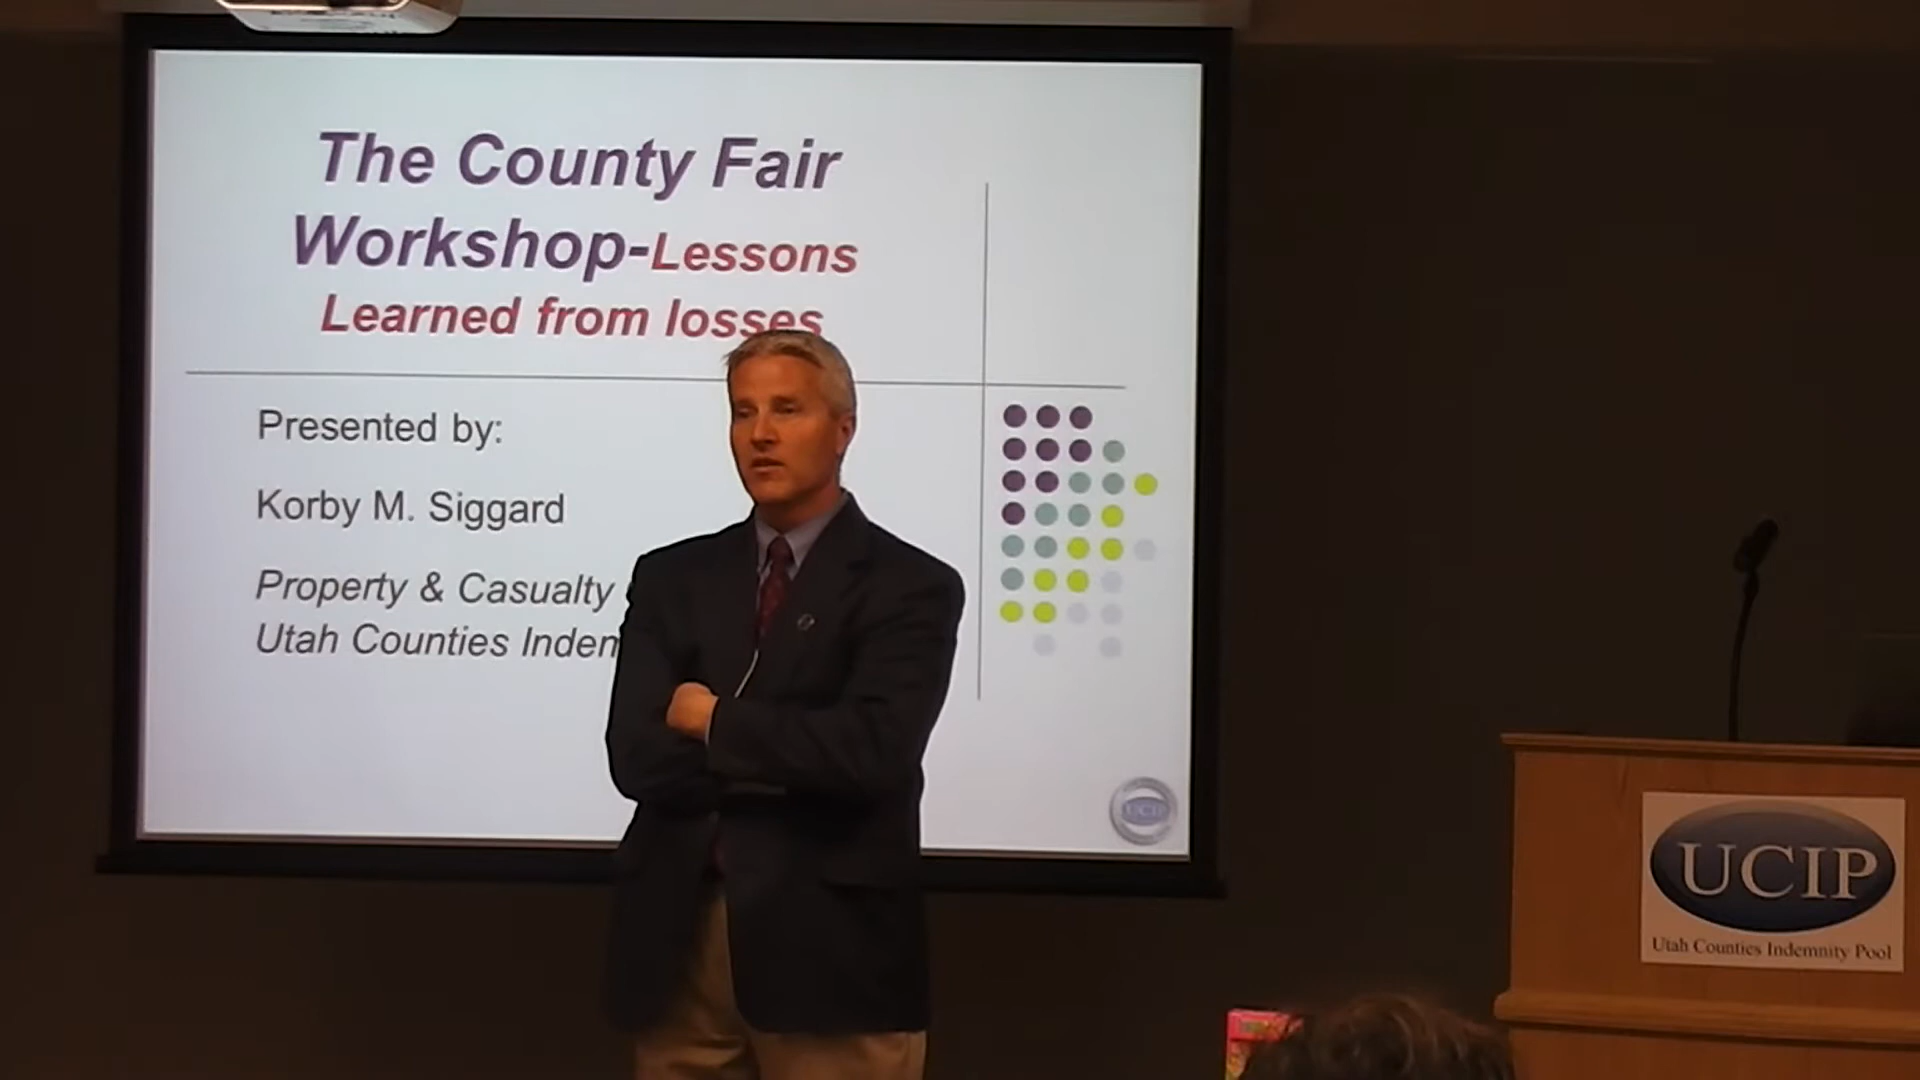 The County Fair
Workshop-Lessons
Learned from losses
Presented by:
Korby M. Siggard
Property & Casualty
Utah Counties
UCIP
UCIP
Utah Counties Indemnity Pool